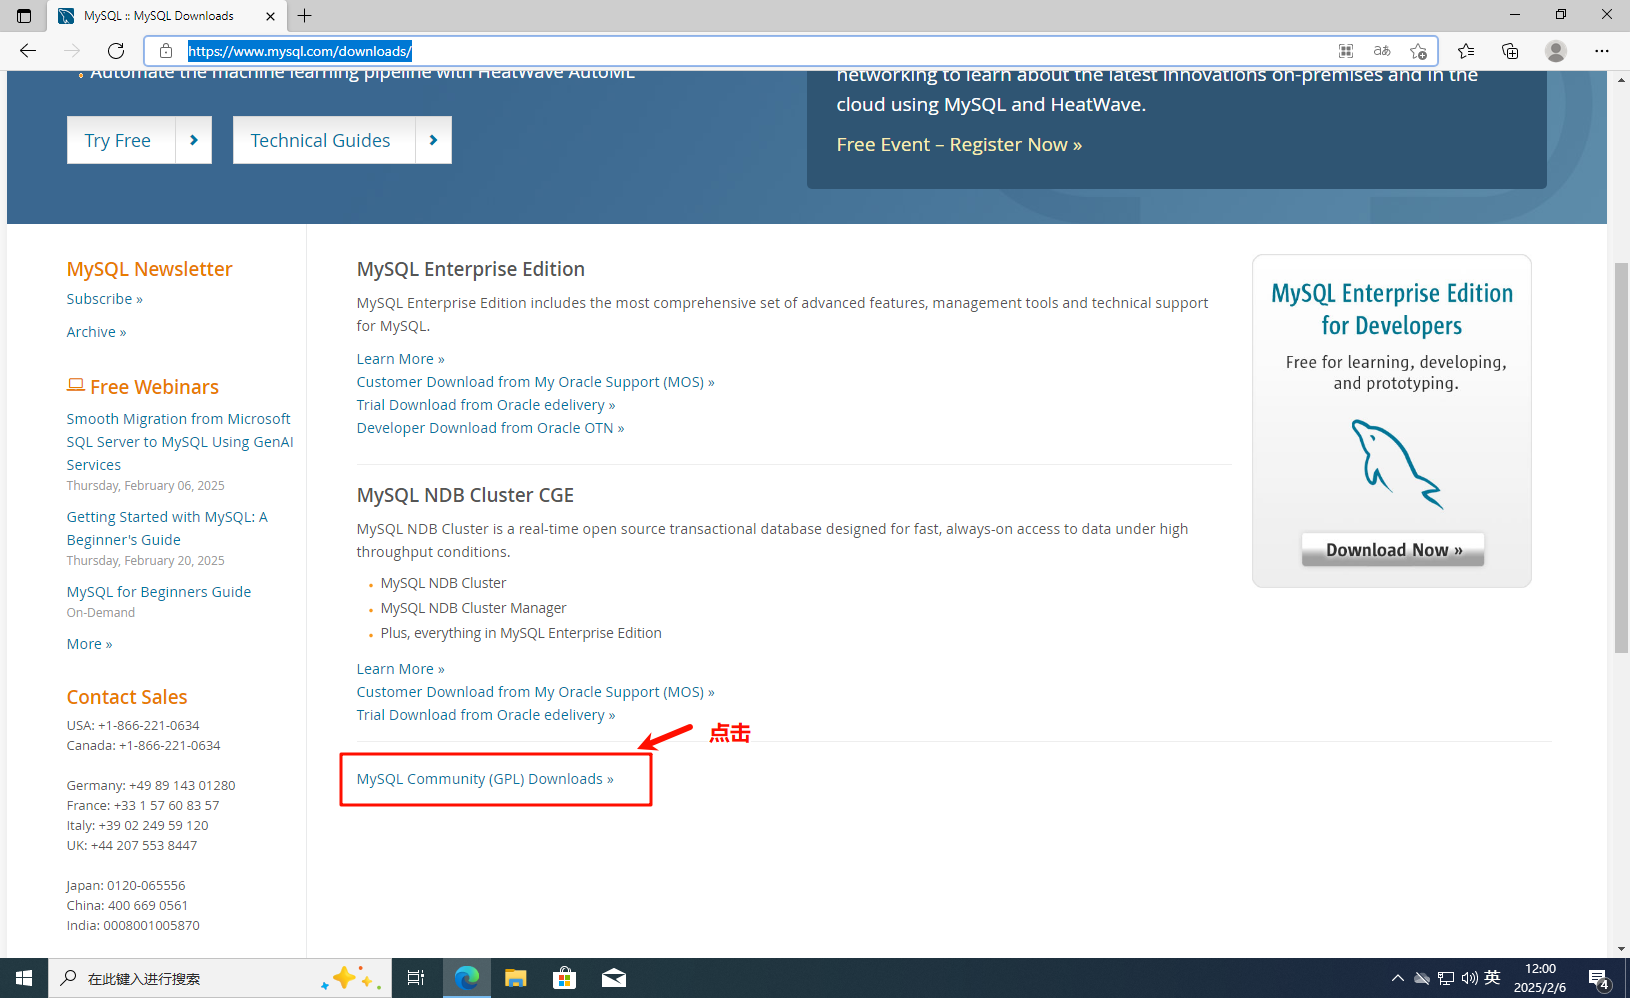 MySQL :: MySQL Downloads
https://www.mysql.com/downloads/
Automate the machine learning pipeline with HeatWave AutoML
networking to learn about the latest innovations on-premises and in the
cloud using MySQL and HeatWave.
Free Event – Register Now »
Try Free
Technical Guides
MySQL Newsletter
Subscribe »
Archive »
Free Webinars
Smooth Migration from Microsoft
SQL Server to MySQL Using GenAI
Services
Thursday, February 06, 2025
Getting Started with MySQL: A
Beginner's Guide
Thursday, February 20, 2025
MySQL for Beginners Guide
On-Demand
More »
Contact Sales
USA: +1-866-221-0634
Canada: +1-866-221-0634
Germany: +49 89 143 01280
France: +33 1 57 60 83 57
Italy: +39 02 249 59 120
UK: +44 207 553 8447
Japan: 0120-065556
China: 400 669 0561
India: 0008001005870
MySQL Enterprise Edition
MySQL Enterprise Edition includes the most comprehensive set of advanced features, management tools and technical support
for MySQL.
Learn More »
Customer Download from My Oracle Support (MOS) »
Trial Download from Oracle edelivery »
Developer Download from Oracle OTN »
MySQL NDB Cluster CGE
MySQL NDB Cluster is a real-time open source transactional database designed for fast, always-on access to data under high
throughput conditions.
MySQL NDB Cluster
MySQL NDB Cluster Manager
Plus, everything in MySQL Enterprise Edition
Learn More »
Customer Download from My Oracle Support (MOS) »
Trial Download from Oracle edelivery »
点击
MySQL Community (GPL) Downloads »
MySQL Enterprise Edition
for Developers
Free for learning, developing,
and prototyping.
Download Now »
在此键入进行搜索
英
12:00
2025/2/6
4